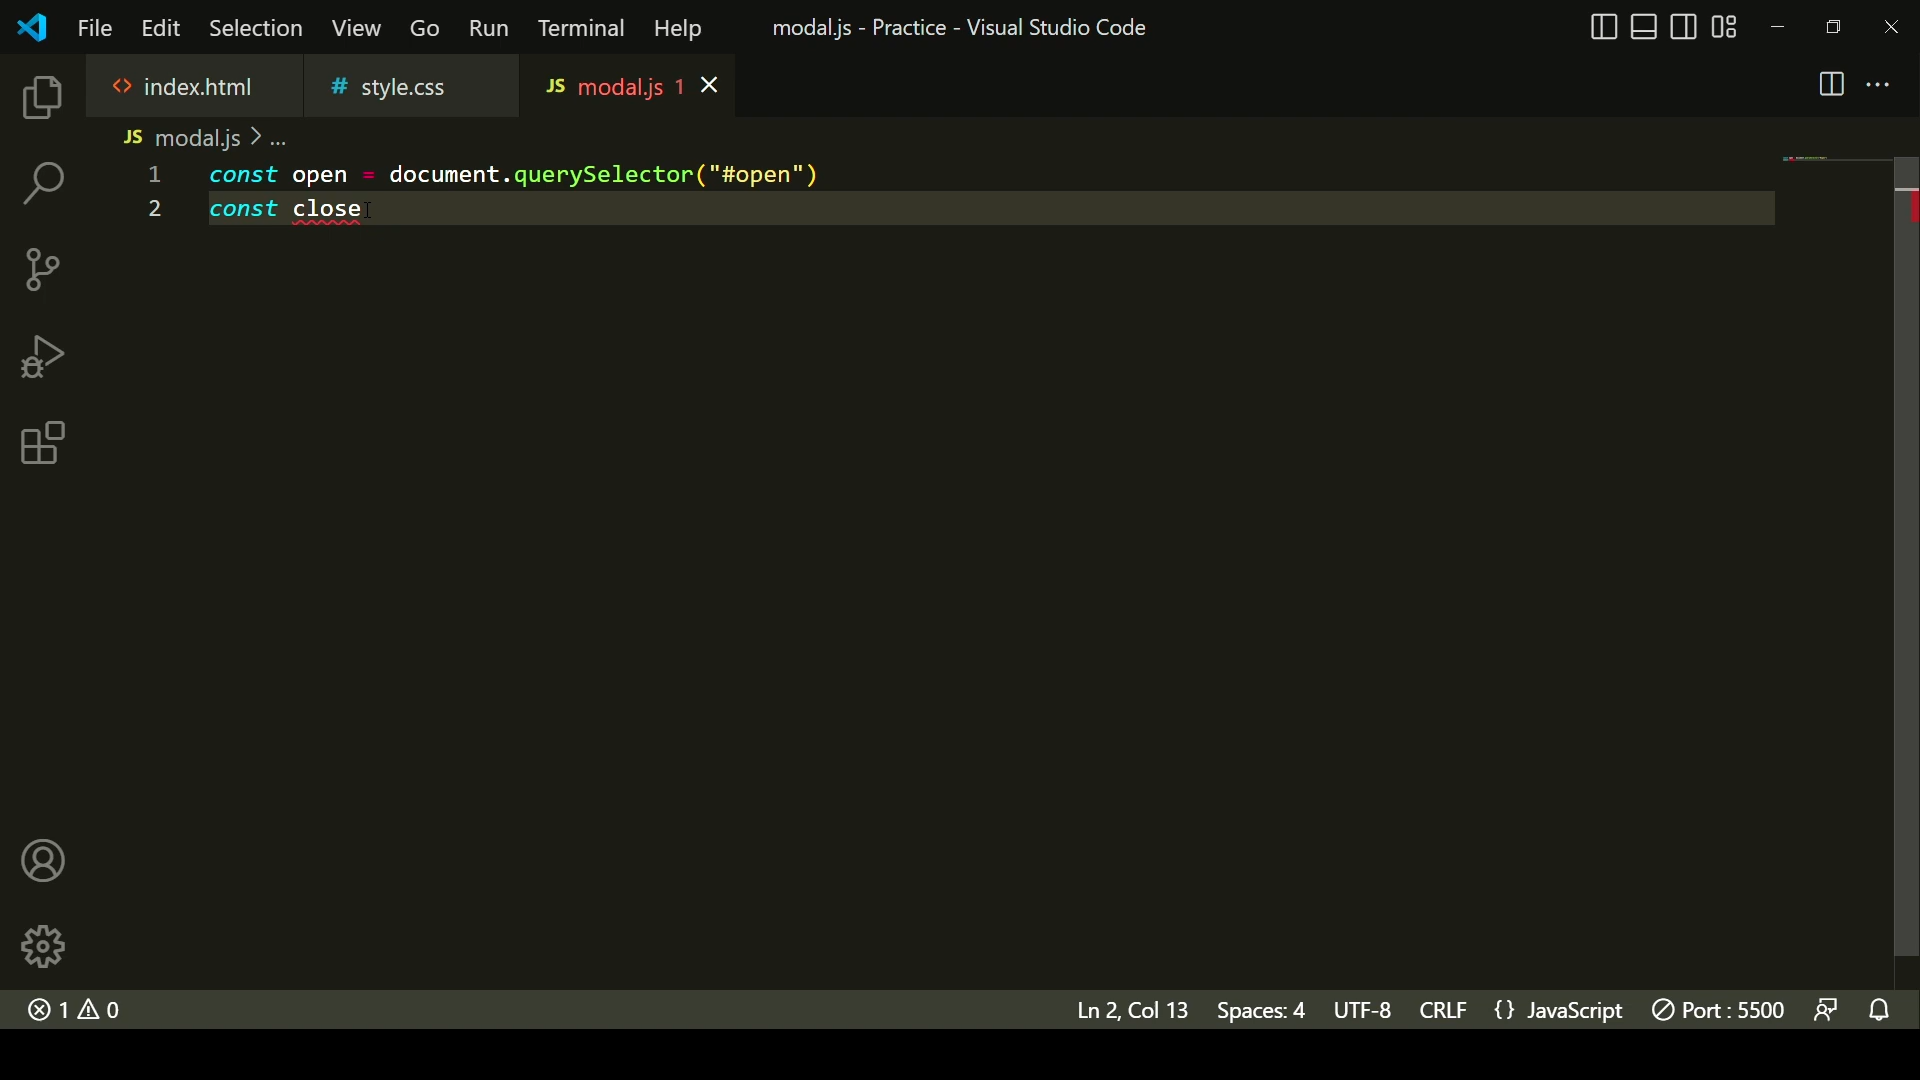 File Edit Selection View Go Run Terminal Help modal.js - Practice - Visual Studio Code
<> index.html # style.css JS modal.js 1
JS modal.js > ...
1 const open = document.querySelector("#open")
2 const close
1 0 Ln 2, Col 13 Spaces: 4 UTF-8 CRLF {} JavaScript Port : 5500